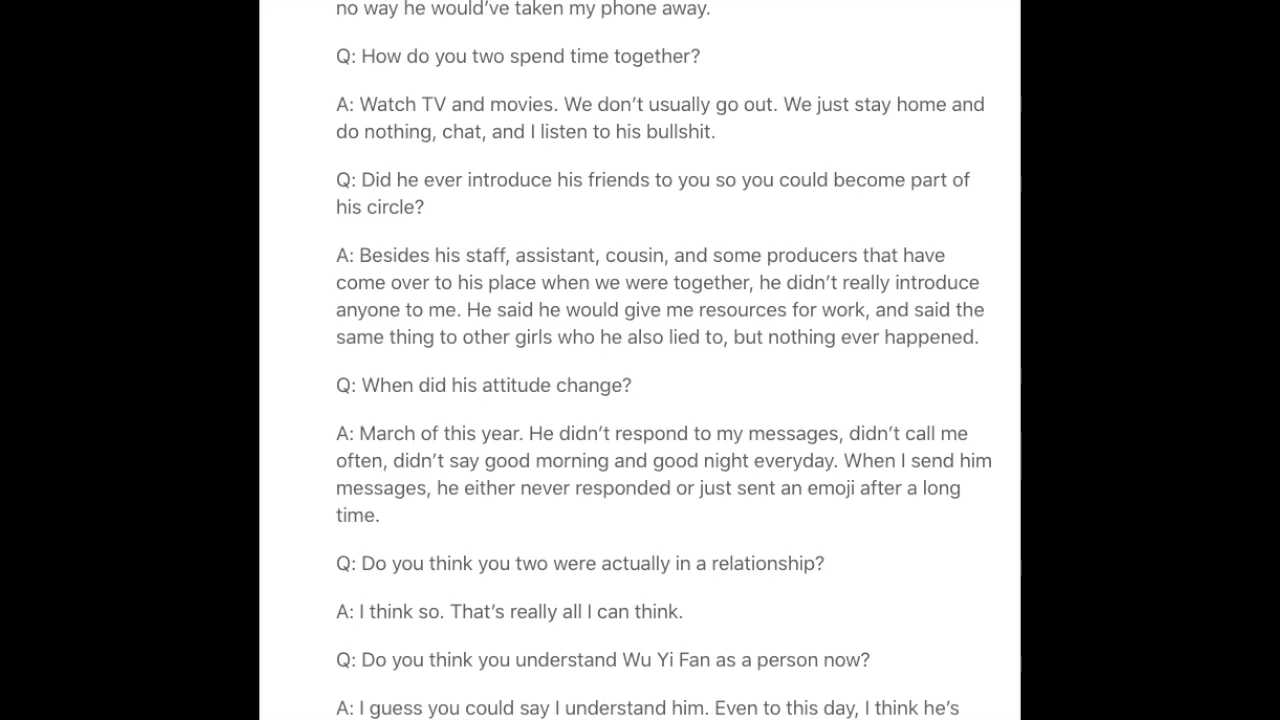 no way he would’ve taken my phone away.
Q: How do you two spend time together?
A: Watch TV and movies. We don’t usually go out. We just stay home and
do nothing, chat, and I listen to his bullshit.
Q: Did he ever introduce his friends to you so you could become part of
his circle?
A: Besides his staff, assistant, cousin, and some producers that have
come over to his place when we were together, he didn’t really introduce
anyone to me. He said he would give me resources for work, and said the
same thing to other girls who he also lied to, but nothing ever happened.
Q: When did his attitude change?
A: March of this year. He didn’t respond to my messages, didn’t call me
often, didn’t say good morning and good night everyday. When I send him
messages, he either never responded or just sent an emoji after a long
time.
Q: Do you think you two were actually in a relationship?
A: I think so. That’s really all I can think.
Q: Do you think you understand Wu Yi Fan as a person now?
A: I guess you could say I understand him. Even to this day, I think he’s